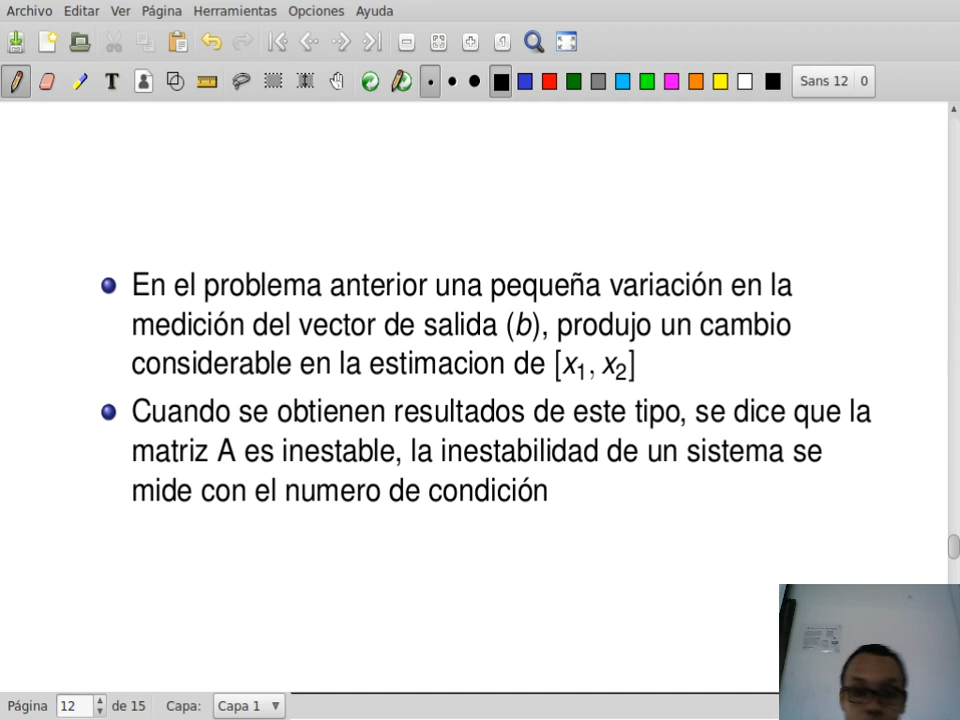 Archivo Editar Ver Página Herramientas Opciones Ayuda
T Sans 12 0
En el problema anterior una pequeña variación en la
medición del vector de salida (b), produjo un cambio
considerable en la estimacion de [x₁, x₂]
Cuando se obtienen resultados de este tipo, se dice que la
matriz A es inestable, la inestabilidad de un sistema se
mide con el numero de condición
Página 12 de 15 Capa: Capa 1